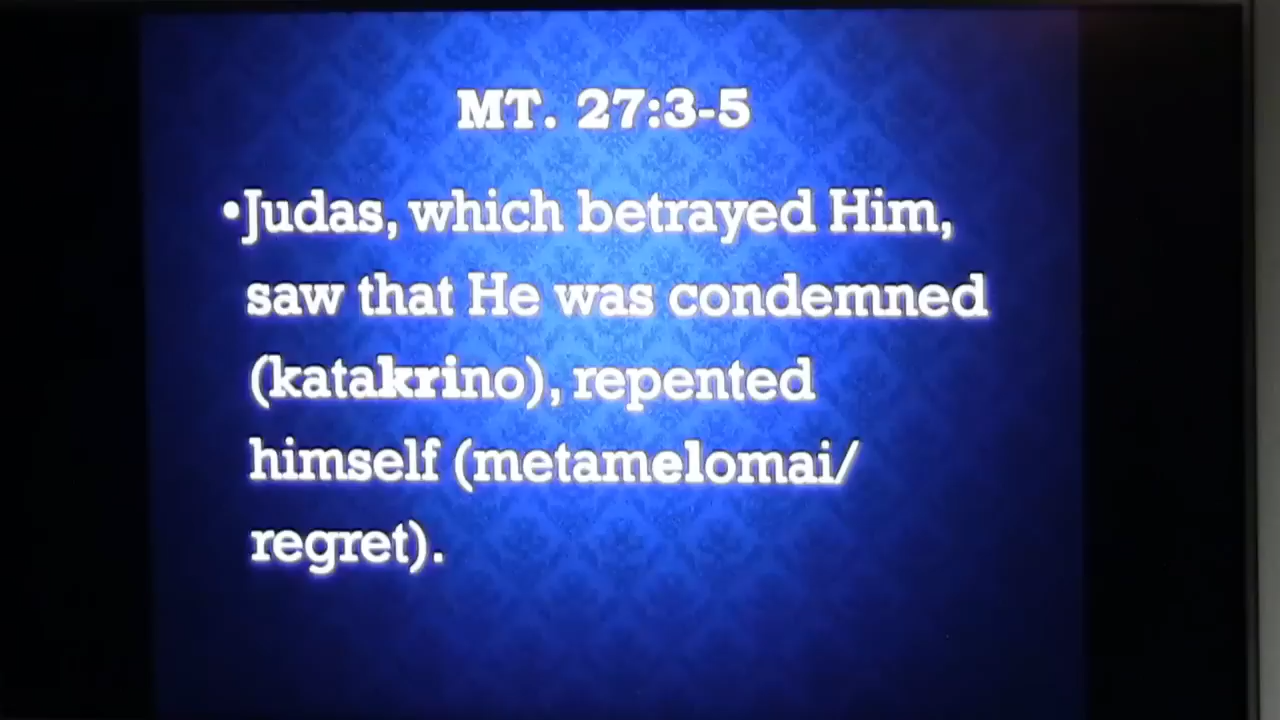 MT. 27:3-5
•Judas, which betrayed Him,
saw that He was condemned
(katakrino), repented
himself (metamelomai/
regret).